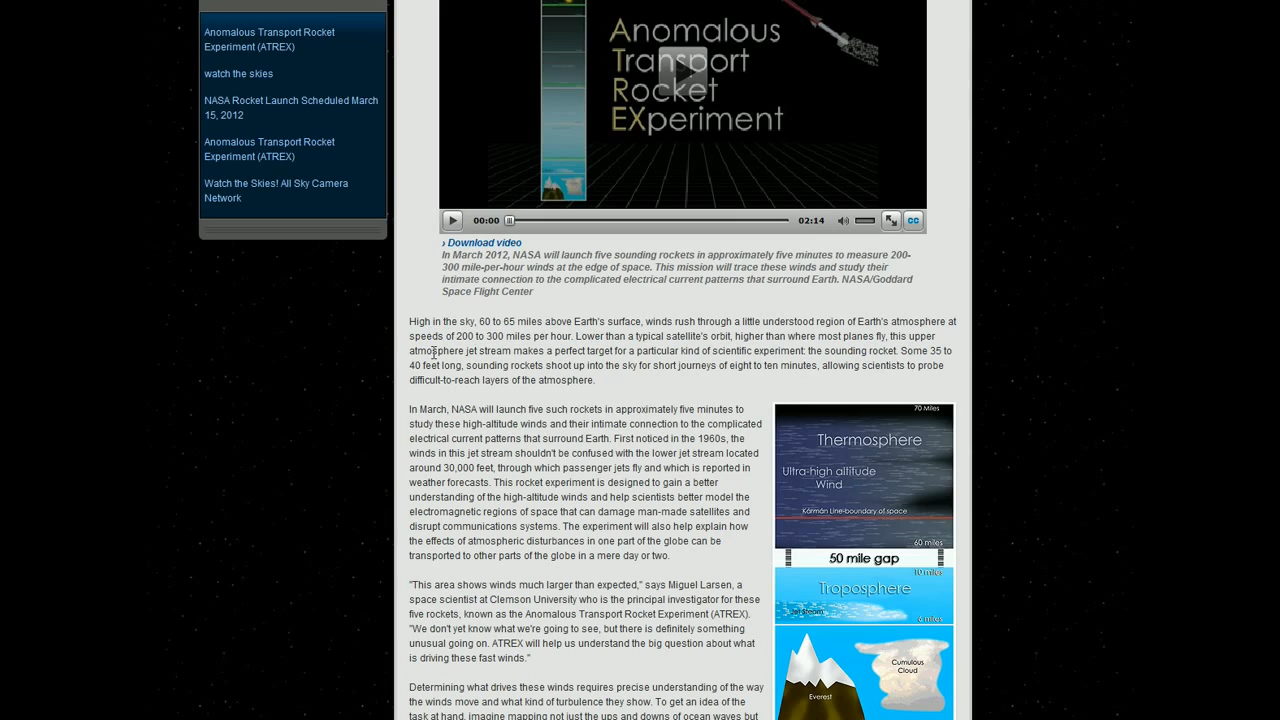 Anomalous Transport Rocket
Experiment (ATREX)
watch the skies
NASA Rocket Launch Scheduled March
15, 2012
Anomalous Transport Rocket
Experiment (ATREX)
Watch the Skies! All Sky Camera
Network
Anomalous
Transport
Rocket
EXperiment
00:00
02:14
CC
› Download video
In March 2012, NASA will launch five sounding rockets in approximately five minutes to measure 200-
300 mile-per-hour winds at the edge of space. This mission will trace these winds and study their
intimate connection to the complicated electrical current patterns that surround Earth. NASA/Goddard
Space Flight Center
High in the sky, 60 to 65 miles above Earth's surface, winds rush through a little understood region of Earth's atmosphere at
speeds of 200 to 300 miles per hour. Lower than a typical satellite's orbit, higher than where most planes fly, this upper
atmosphere jet stream makes a perfect target for a particular kind of scientific experiment: the sounding rocket. Some 35 to
40 feet long, sounding rockets shoot up into the sky for short journeys of eight to ten minutes, allowing scientists to probe
difficult-to-reach layers of the atmosphere.
In March, NASA will launch five such rockets in approximately five minutes to
study these high-altitude winds and their intimate connection to the complicated
electrical current patterns that surround Earth. First noticed in the 1960s, the
winds in this jet stream shouldn't be confused with the lower jet stream located
around 30,000 feet, through which passenger jets fly and which is reported in
weather forecasts. This rocket experiment is designed to gain a better
understanding of the high-altitude winds and help scientists better model the
electromagnetic regions of space that can damage man-made satellites and
disrupt communications systems. The experiment will also help explain how
the effects of atmospheric disturbances in one part of the globe can be
transported to other parts of the globe in a mere day or two.
"This area shows winds much larger than expected," says Miguel Larsen, a
space scientist at Clemson University who is the principal investigator for these
five rockets, known as the Anomalous Transport Rocket Experiment (ATREX).
"We don't yet know what we're going to see, but there is definitely something
unusual going on. ATREX will help us understand the big question about what
is driving these fast winds."
Determining what drives these winds requires precise understanding of the way
the winds move and what kind of turbulence they show. To get an idea of the
task at hand, imagine mapping not just the ups and downs of ocean waves but
70 Miles
Thermosphere
Ultra-high altitude
Wind
Kármán Line-boundary of space
60 miles
50 mile gap
10 miles
Troposphere
Jet Stream
6 miles
Cumulous
Cloud
Everest